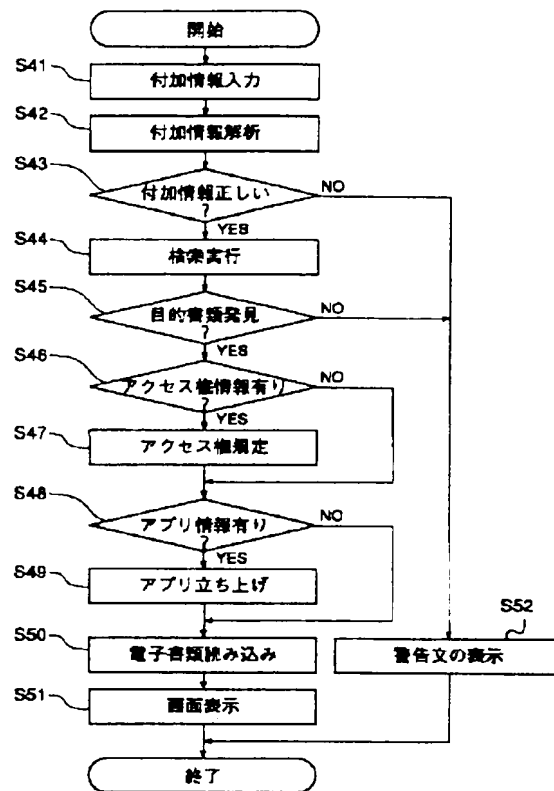 開始
S41
付加情報入力
S42
付加情報解析
S43
付加情報正しい
?
NO
YES
S44
検索実行
S45
目的書類発見
?
NO
YES
S46
アクセス権情報有り
?
NO
YES
S47
アクセス権規定
S48
アプリ情報有り
?
NO
YES
S49
アプリ立ち上げ
S50
電子書類読み込み
S52
警告文の表示
S51
画面表示
終了